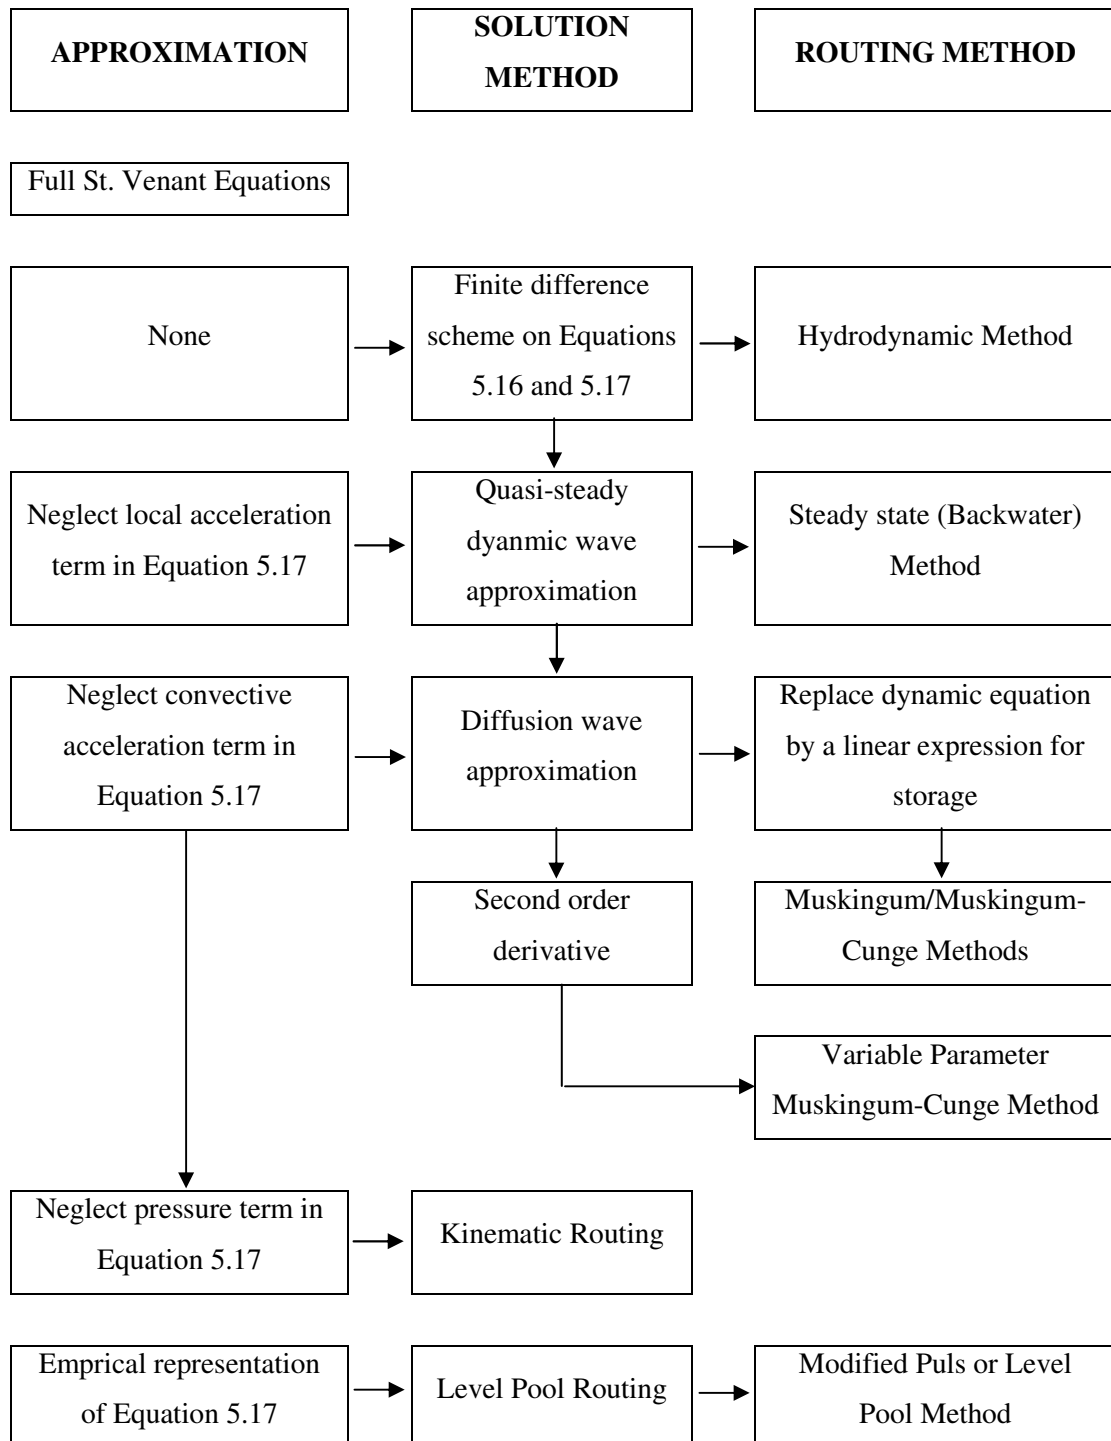 APPROXIMATION
SOLUTION
METHOD
ROUTING METHOD
Full St. Venant Equations
None
Finite difference
scheme on Equations
5.16 and 5.17
Hydrodynamic Method
Neglect local acceleration
term in Equation 5.17
Quasi-steady
dyanmic wave
approximation
Steady state (Backwater)
Method
Neglect convective
acceleration term in
Equation 5.17
Diffusion wave
approximation
Replace dynamic equation
by a linear expression for
storage
Second order
derivative
Muskingum/Muskingum-
Cunge Methods
Variable Parameter
Muskingum-Cunge Method
Neglect pressure term in
Equation 5.17
Kinematic Routing
Emprical representation
of Equation 5.17
Level Pool Routing
Modified Puls or Level
Pool Method